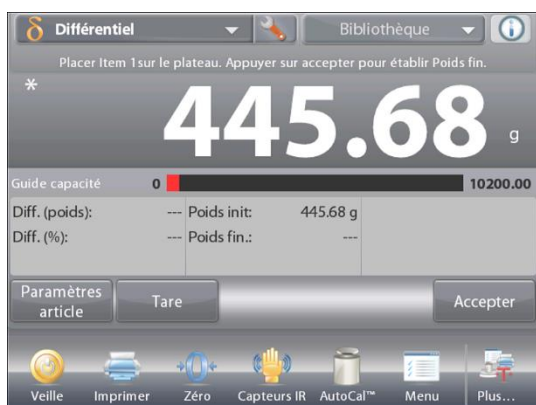 δ Différentiel Bibliothèque
Placer Item 1sur le plateau. Appuyer sur accepter pour établir Poids fin.
* 445.68 g
Guide capacité 0 10200.00
Diff. (poids): --- Poids init: 445.68 g
Diff. (%): --- Poids fin.: ---
Paramètres article Tare Accepter
Veille Imprimer Zéro Capteurs IR AutoCal™ Menu Plus...